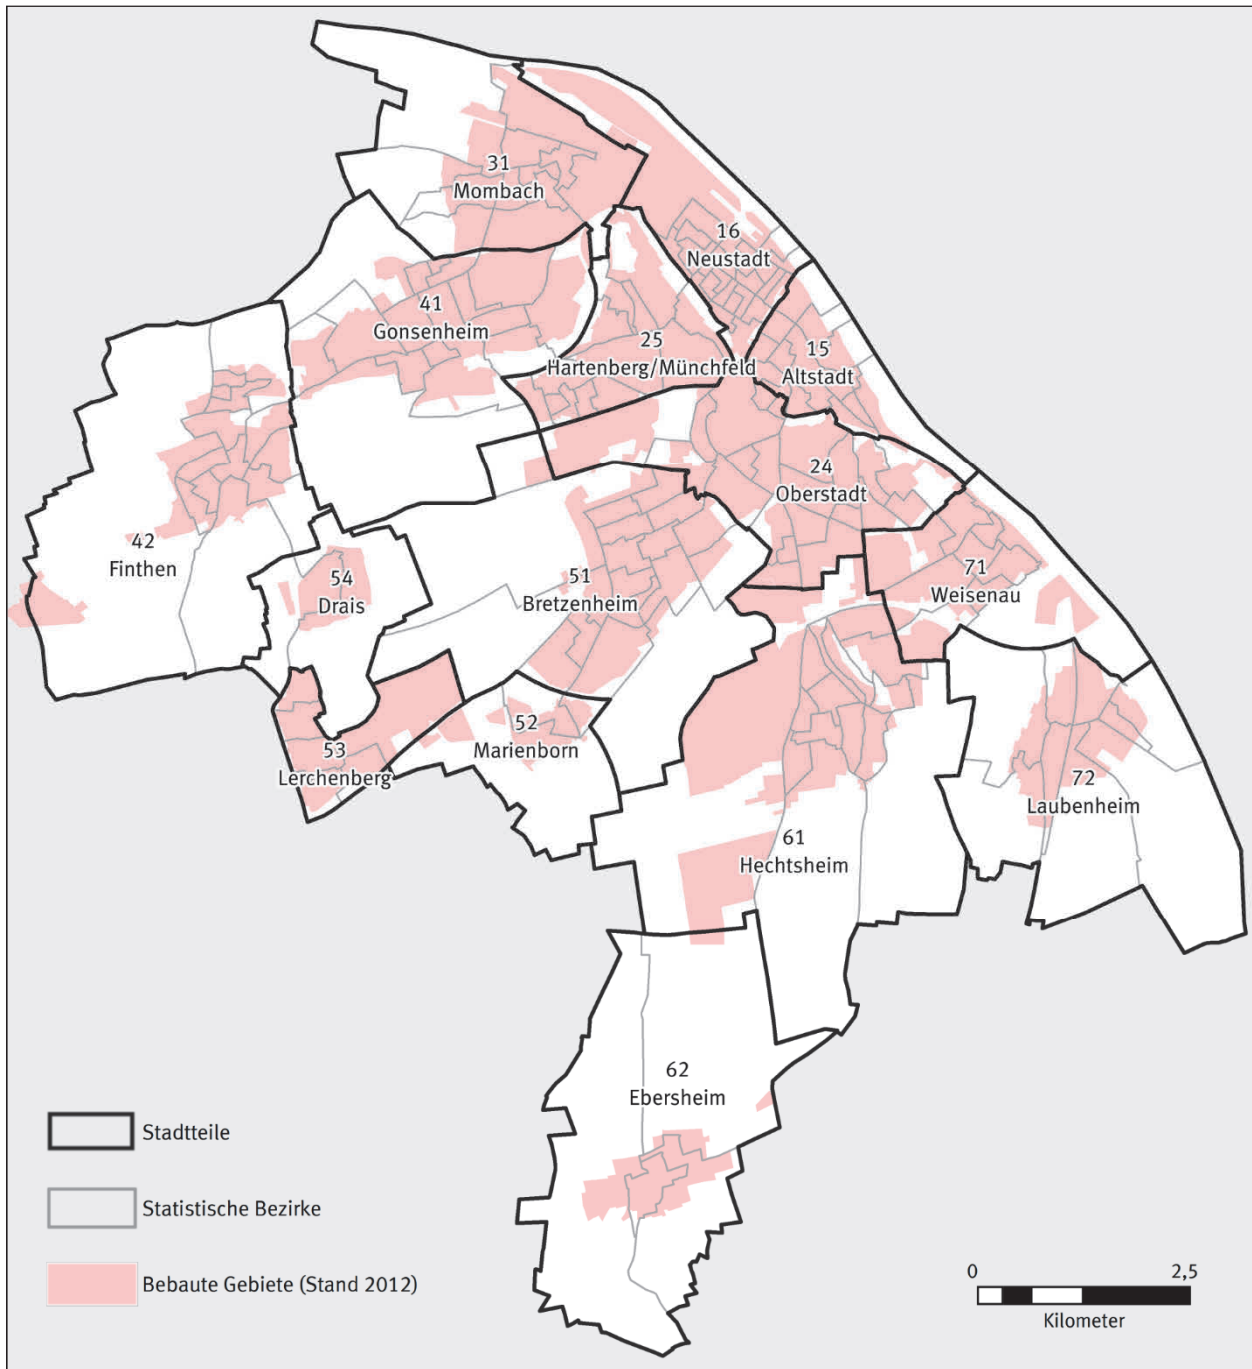 31
Mombach
16
Neustadt
41
Gonsenheim
25
Hartenberg/Münchfeld
15
Altstadt
24
Oberstadt
42
Finthen
54
Drais
51
Bretzenheim
71
Weisenau
53
Lerchenberg
52
Marienborn
72
Laubenheim
61
Hechtsheim
62
Ebersheim
Stadtteile
Statistische Bezirke
Bebaute Gebiete (Stand 2012)
0 2,5
Kilometer